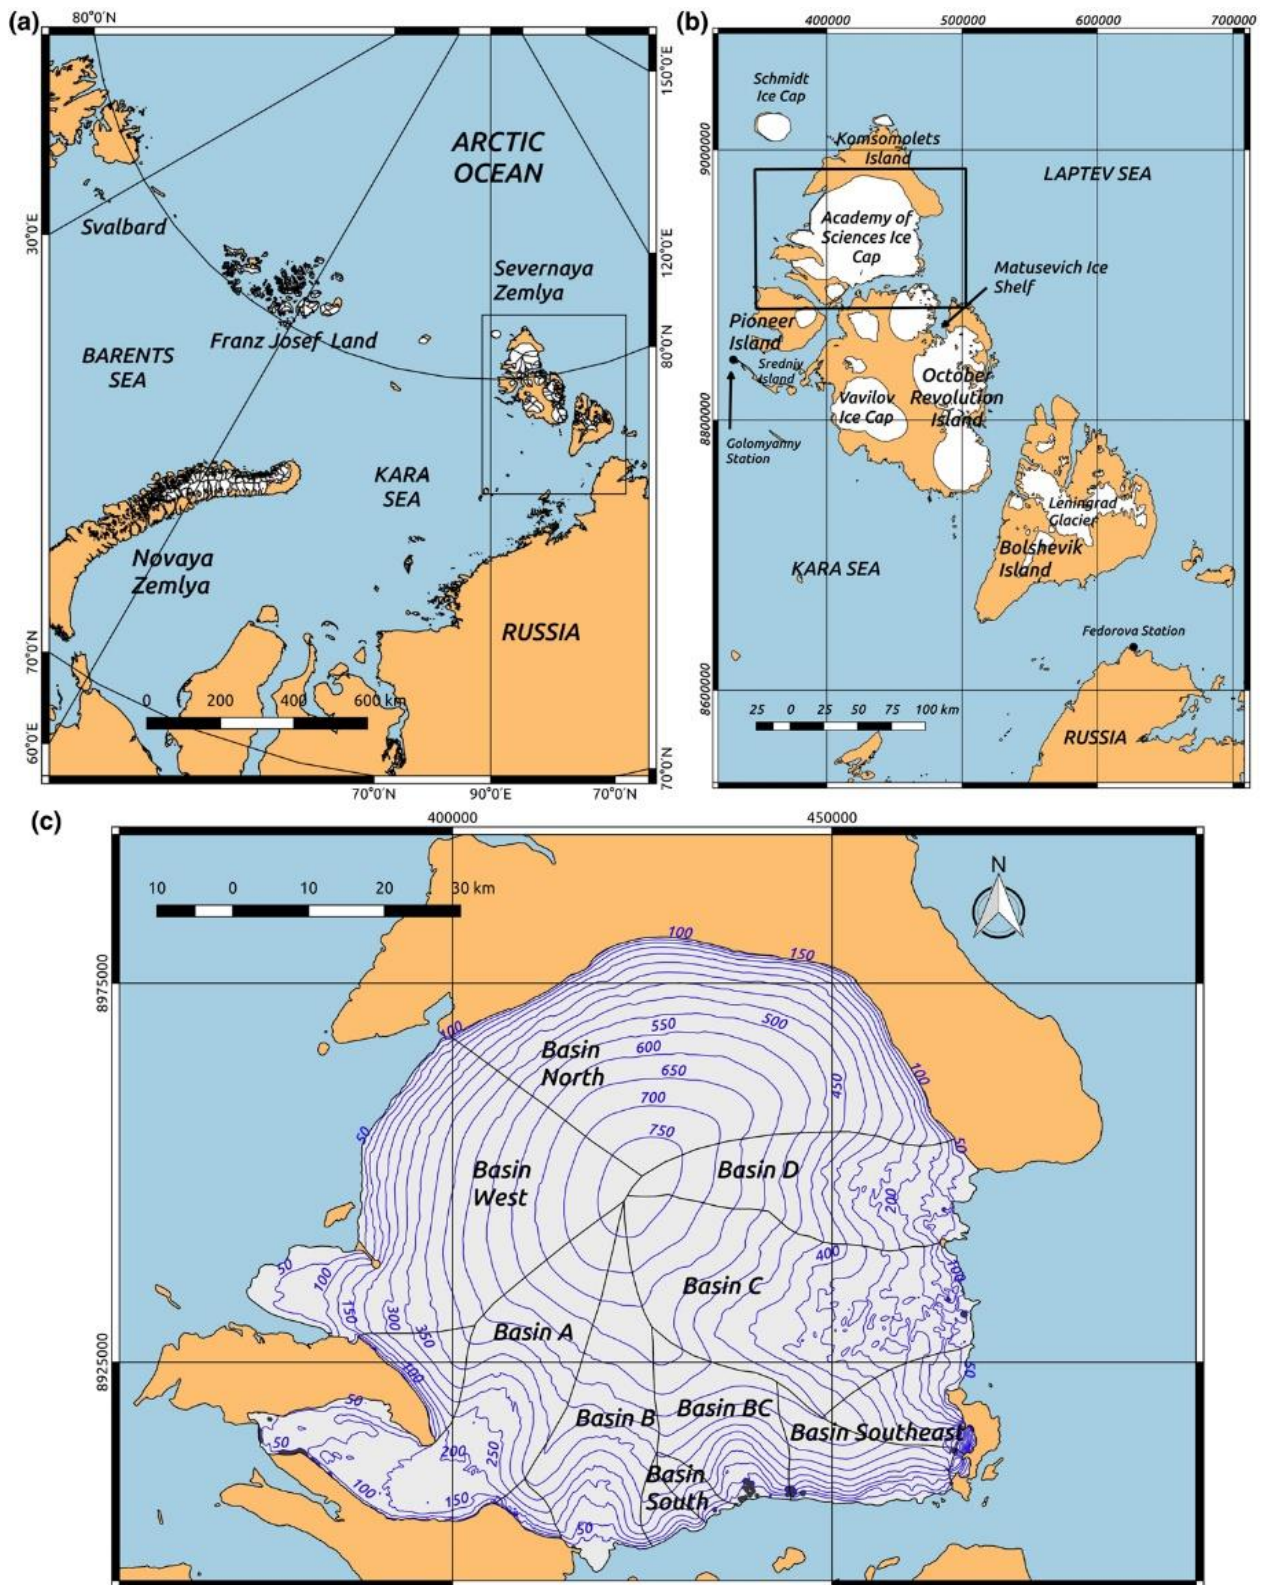 (a)
80°0'N
150°0'E
ARCTIC
OCEAN
30°0'E
Svalbard
120°0'E
Severnaya
Zemlya
Franz Josef Land
80°0'N
BARENTS
SEA
KARA
SEA
Novaya
Zemlya
RUSSIA
70°0'N
0
200
400
600 km
60°0'E
70°0'N
70°0'N
90°0'E
70°0'N
(b)
400000
500000
600000
700000
Schmidt
Ice Cap
9000000
Komsomolets
Island
LAPTEV SEA
Academy of
Sciences Ice
Cap
Matusevich Ice
Shelf
Pioneer
Island
Sredniy
Island
October
Revolution
Island
Vavilov
Ice Cap
8800000
Golomyanny
Station
Leningrad
Glacier
Bolshevik
Island
KARA SEA
Fedorova Station
8600000
25 0 25 50 75 100 km
RUSSIA
(c)
400000
450000
10 0 10 20 30 km
N
100
150
8975000
100
550
500
Basin
North
600
650
450
100
700
50
750
50
Basin D
Basin
West
200
400
50
100
Basin C
100
150
300
350
Basin A
8925000
100
50
50
Basin B
Basin BC
Basin Southeast
50
200
250
Basin
South
100
150
50